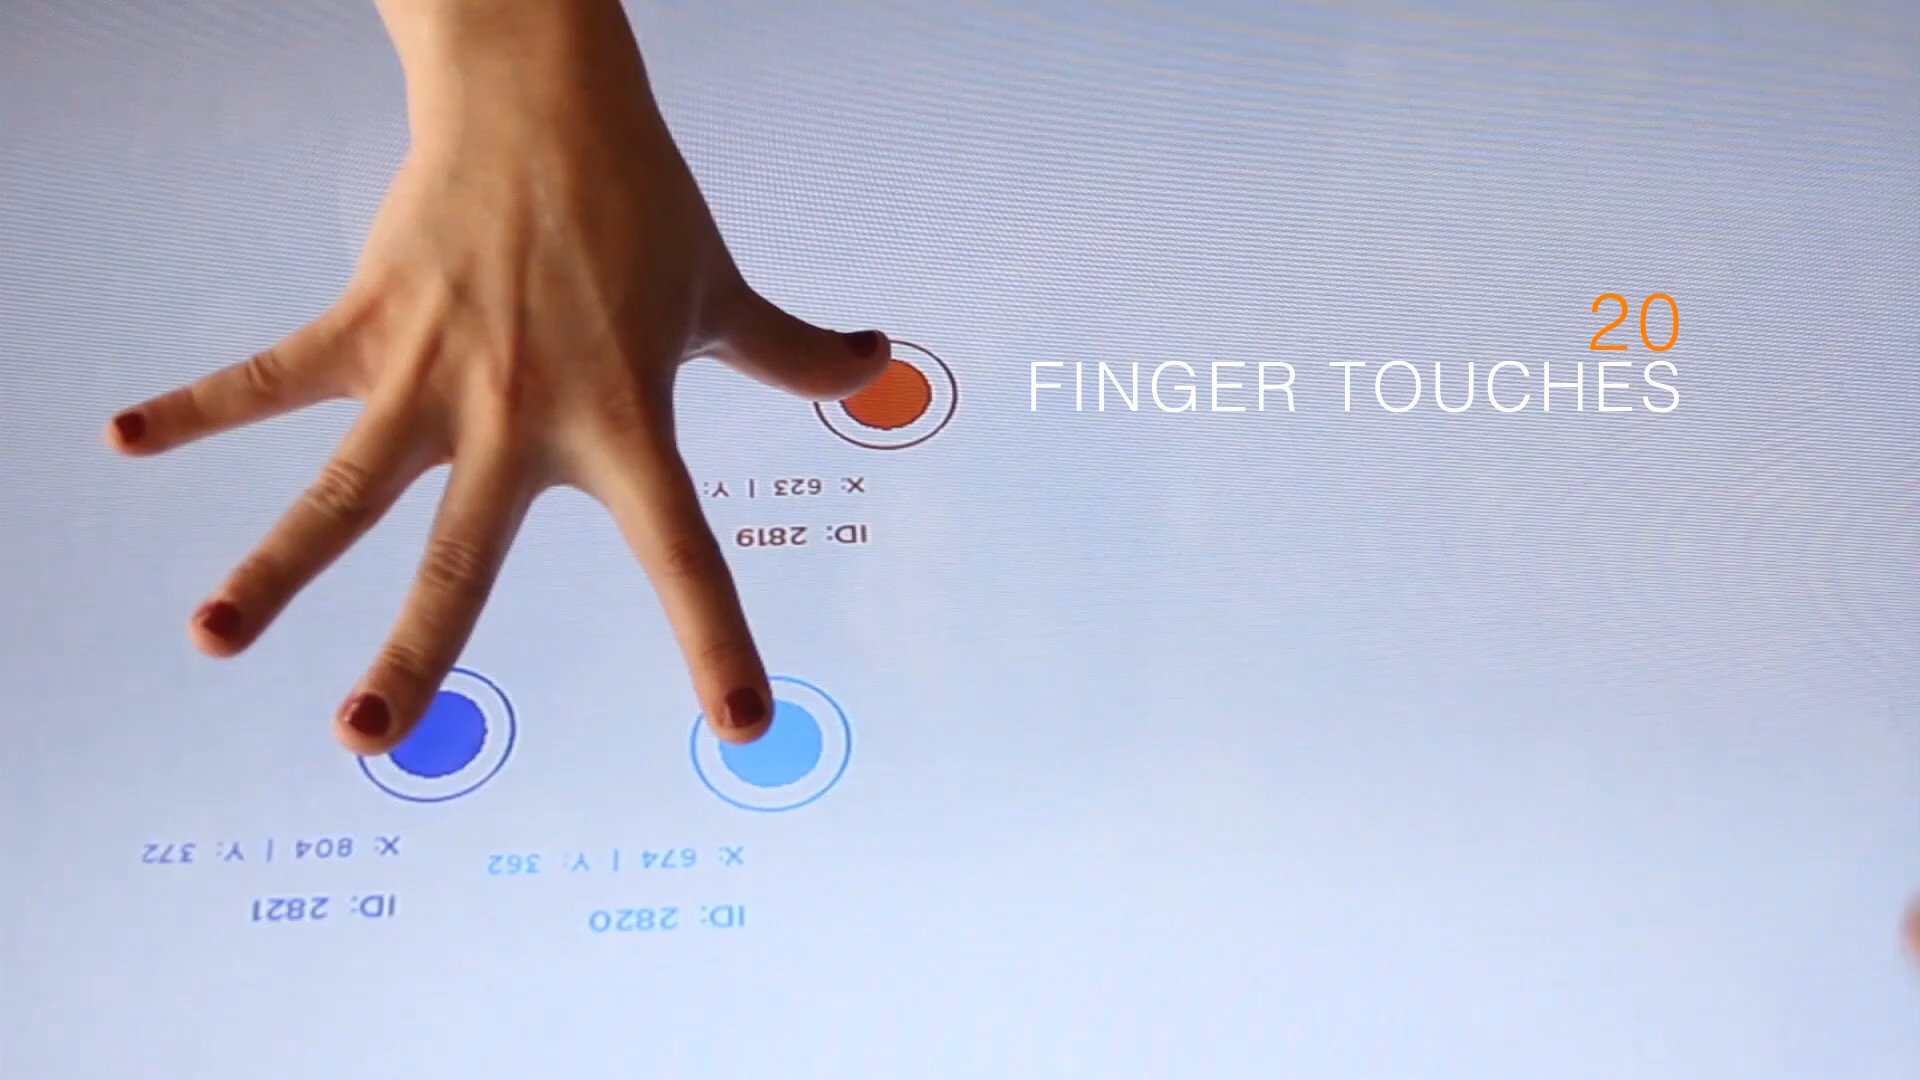 20
FINGER TOUCHES
X: 623 | Y:
ID: 2819
X: 804 | Y: 372
ID: 2821
X: 674 | Y: 362
ID: 2820